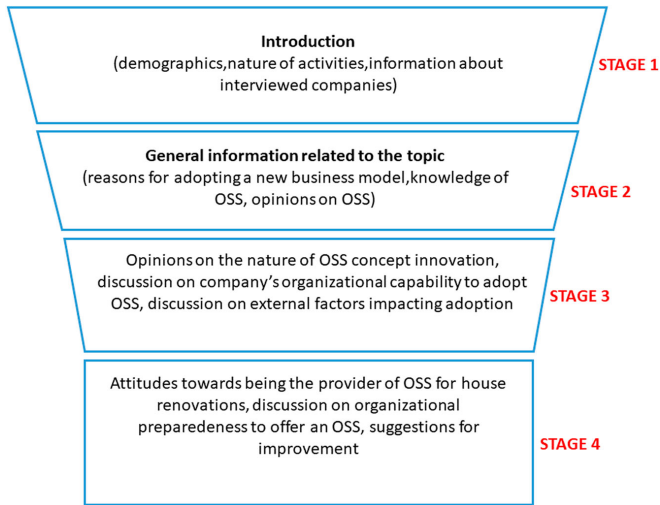 Introduction
(demographics,nature of activities,information about
interviewed companies)
STAGE 1
General information related to the topic
(reasons for adopting a new business model,knowledge of
OSS, opinions on OSS)
STAGE 2
Opinions on the nature of OSS concept innovation,
discussion on company's organizational capability to adopt
OSS, discussion on external factors impacting adoption
STAGE 3
Attitudes towards being the provider of OSS for house
renovations, discussion on organizational
preparedeness to offer an OSS, suggestions for
improvement
STAGE 4